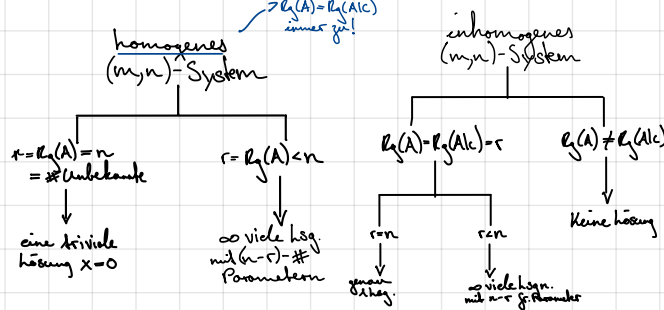 → Rg(A)=Rg(A|c)
immer zu!
homogenes
(m,n)-System
r=Rg(A)=n
= # Unbekannte
eine triviale
Lösung x=0
r=Rg(A)<n
∞ viele Lsg.
mit (n-r)-#
Parametern
inhomogenes
(m,n)-System
Rg(A)=Rg(A|c)=r
Rg(A)≠Rg(A|c)
Keine Lösung
r=n
r<n
genau
1 Lsg.
∞ viele Lsgn.
mit n-r fr. Parameter